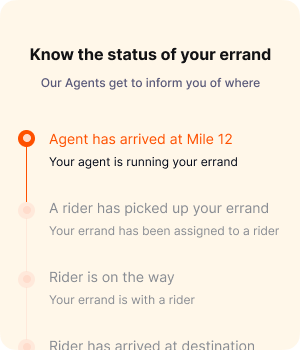 Know the status of your errand
Our Agents get to inform you of where
Agent has arrived at Mile 12
Your agent is running your errand
A rider has picked up your errand
Your errand has been assigned to a rider
Rider is on the way
Your errand is with a rider
Rider has arrived at destination